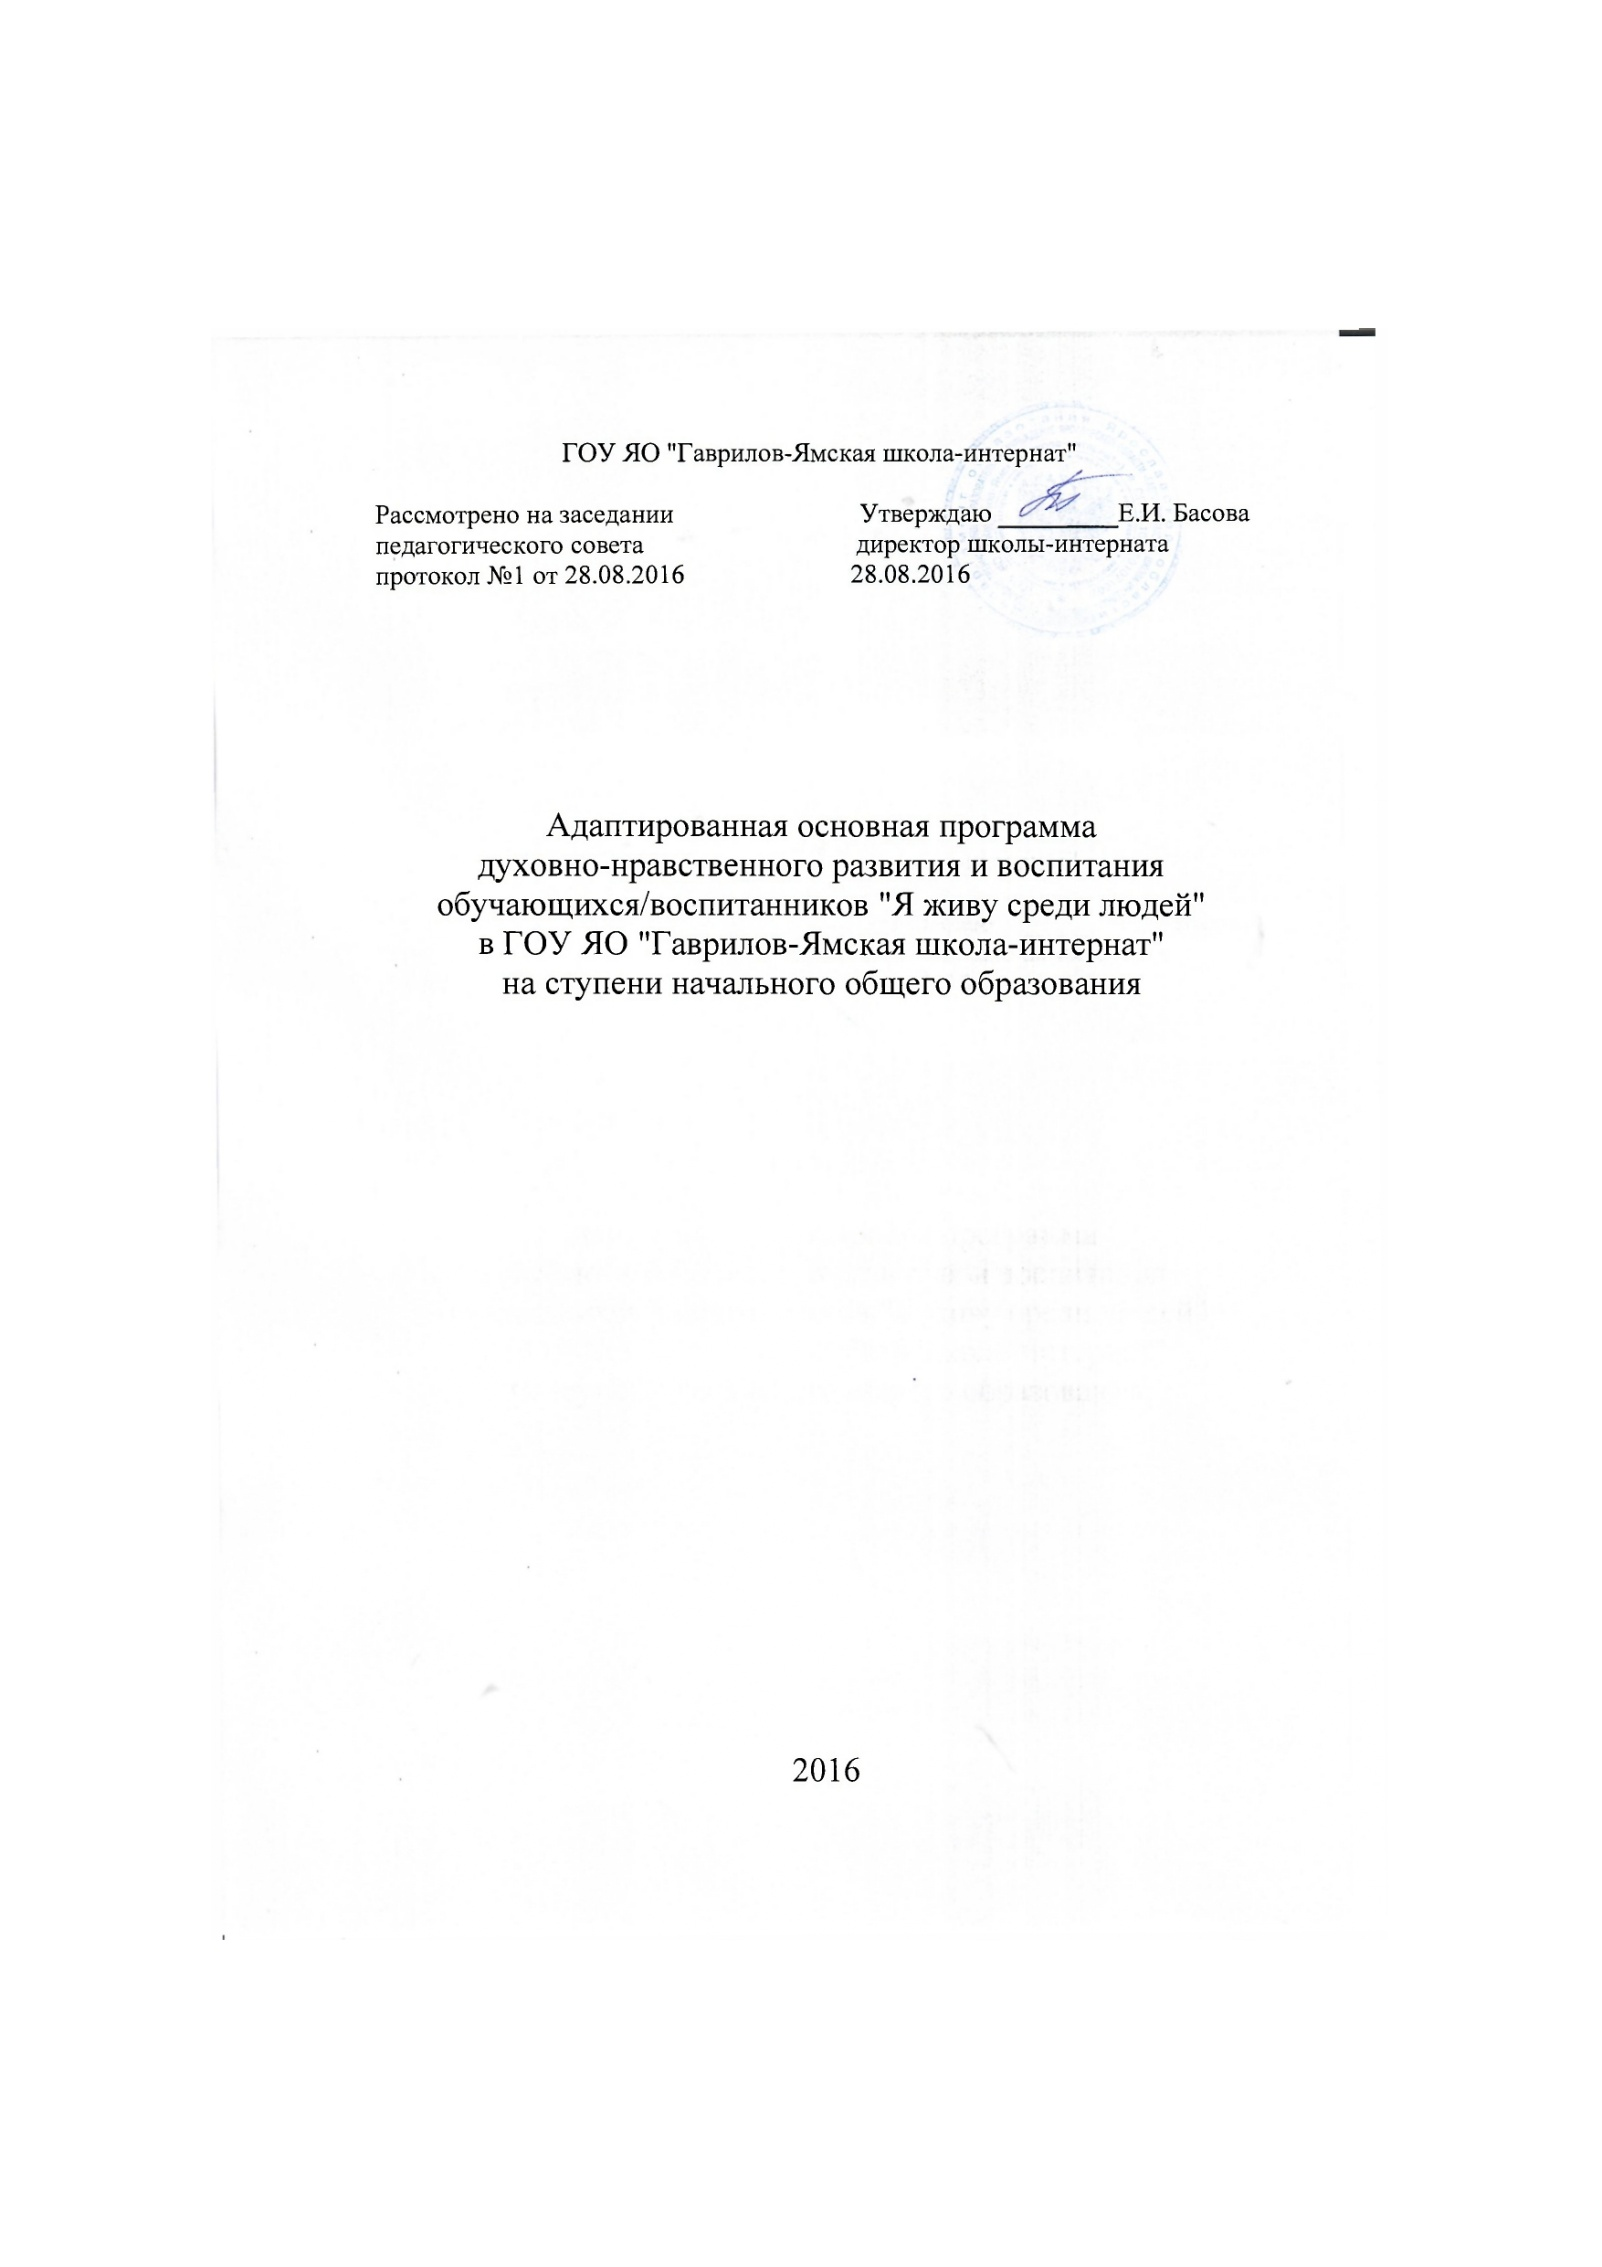 ГОУ ЯО "Гаврилов-Ямская школа-интернат"
Рассмотрено на заседании
педагогического совета
протокол №1 от 28.08.2016
Утверждаю _________Е.И. Басова
директор школы-интерната
28.08.2016
Адаптированная основная программа
духовно-нравственного развития и воспитания
обучающихся/воспитанников "Я живу среди людей"
в ГОУ ЯО "Гаврилов-Ямская школа-интернат"
на ступени начального общего образования
2016